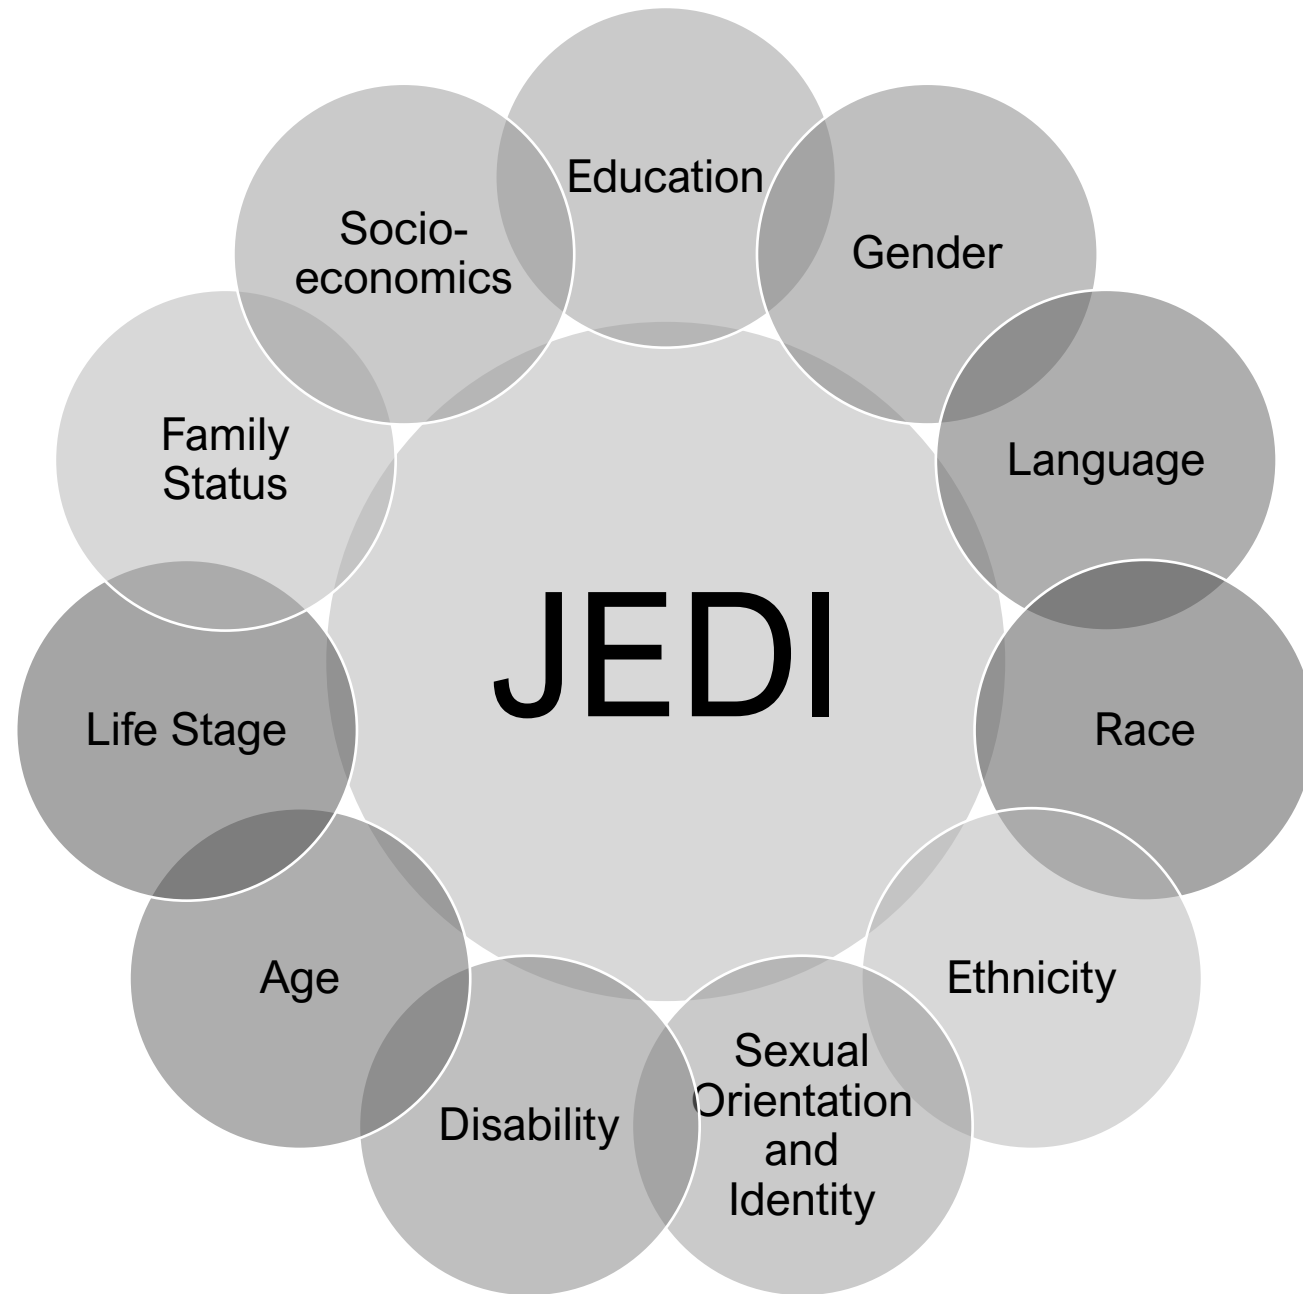 Education
Gender
Language
Race
Ethnicity
Sexual
Orientation
and
Identity
Disability
Age
Life Stage
Family
Status
Socio-
economics
JEDI